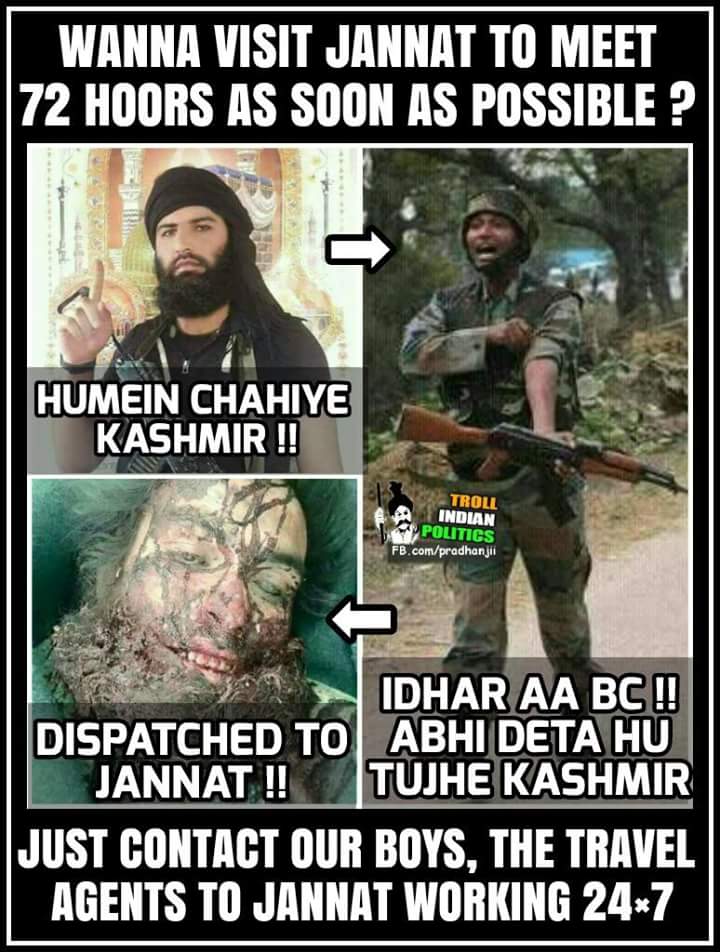 WANNA VISIT JANNAT TO MEET
72 HOORS AS SOON AS POSSIBLE ?
HUMEIN CHAHIYE
KASHMIR !!
TROLL
INDIAN
POLITICS
FB.com/pradhanjii
IDHAR AA BC !!
ABHI DETA HU
TUJHE KASHMIR
DISPATCHED TO
JANNAT !!
JUST CONTACT OUR BOYS, THE TRAVEL
AGENTS TO JANNAT WORKING 24×7